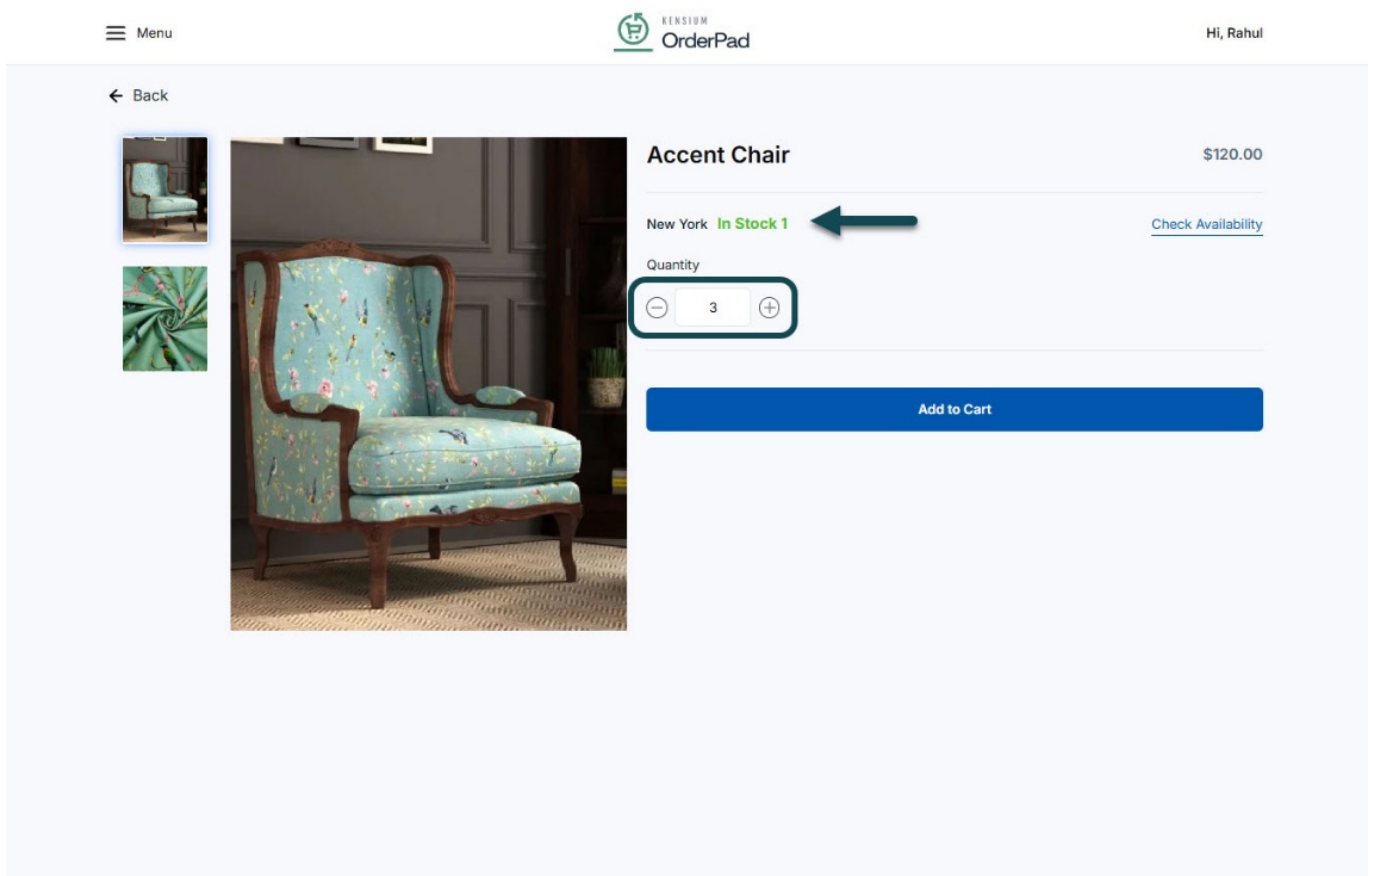 Menu
KENSIUM
OrderPad
Hi, Rahul
Back
Accent Chair
$120.00
New York In Stock 1
Check Availability
Quantity
3
Add to Cart